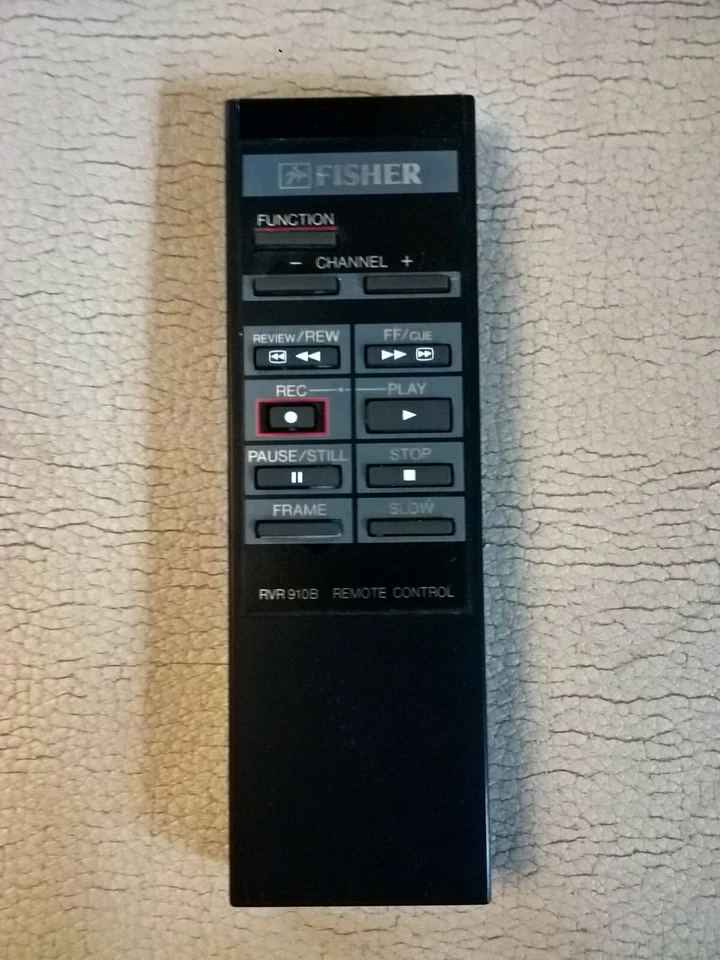 FISHER
FUNCTION
− CHANNEL +
REVIEW/REW FF/CUE
REC PLAY
PAUSE/STILL STOP
FRAME SLOW
RVR 910B REMOTE CONTROL